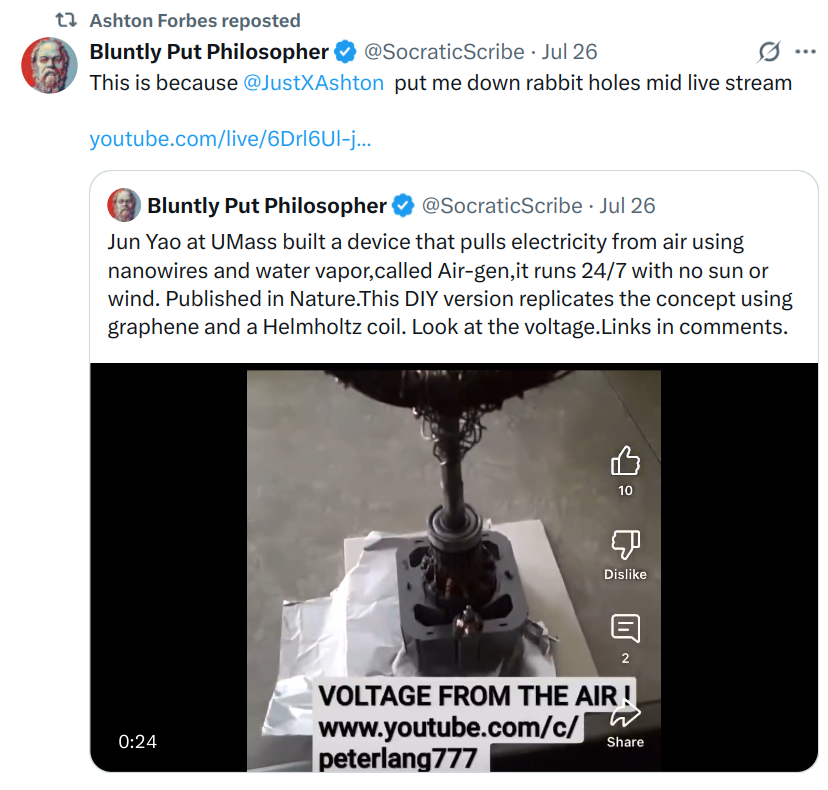 Ashton Forbes reposted
Bluntly Put Philosopher @SocraticScribe · Jul 26
This is because @JustXAshton put me down rabbit holes mid live stream
youtube.com/live/6Drl6Ul-j...
Bluntly Put Philosopher @SocraticScribe · Jul 26
Jun Yao at UMass built a device that pulls electricity from air using
nanowires and water vapor,called Air-gen,it runs 24/7 with no sun or
wind. Published in Nature.This DIY version replicates the concept using
graphene and a Helmholtz coil. Look at the voltage.Links in comments.
10
Dislike
2
VOLTAGE FROM THE AIR !
www.youtube.com/c/
peterlang777
Share
0:24